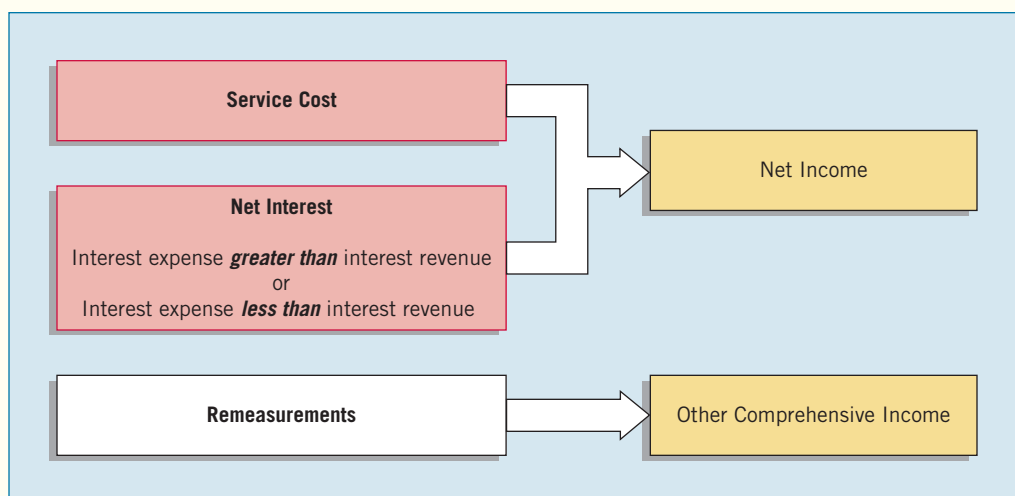 Service Cost
Net Interest
Interest expense greater than interest revenue
or
Interest expense less than interest revenue
Net Income
Remeasurements
Other Comprehensive Income